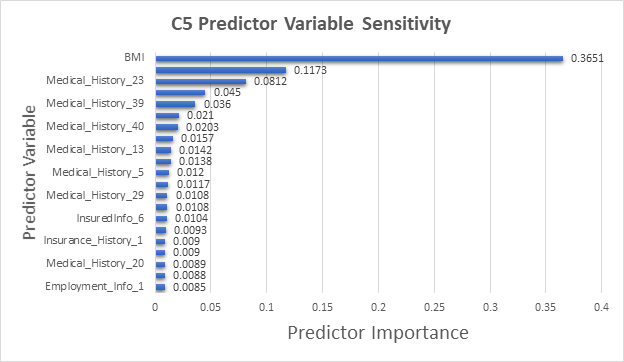 C5 Predictor Variable Sensitivity
Predictor Variable
BMI 0.3651
0.1173
Medical_History_23 0.0812
0.045
Medical_History_39 0.036
0.021
Medical_History_40 0.0203
0.0157
Medical_History_13 0.0142
0.0138
Medical_History_5 0.012
0.0117
Medical_History_29 0.0108
0.0108
InsuredInfo_6 0.0104
0.0093
Insurance_History_1 0.009
0.009
Medical_History_20 0.0089
0.0088
Employment_Info_1 0.0085
0 0.05 0.1 0.15 0.2 0.25 0.3 0.35 0.4
Predictor Importance